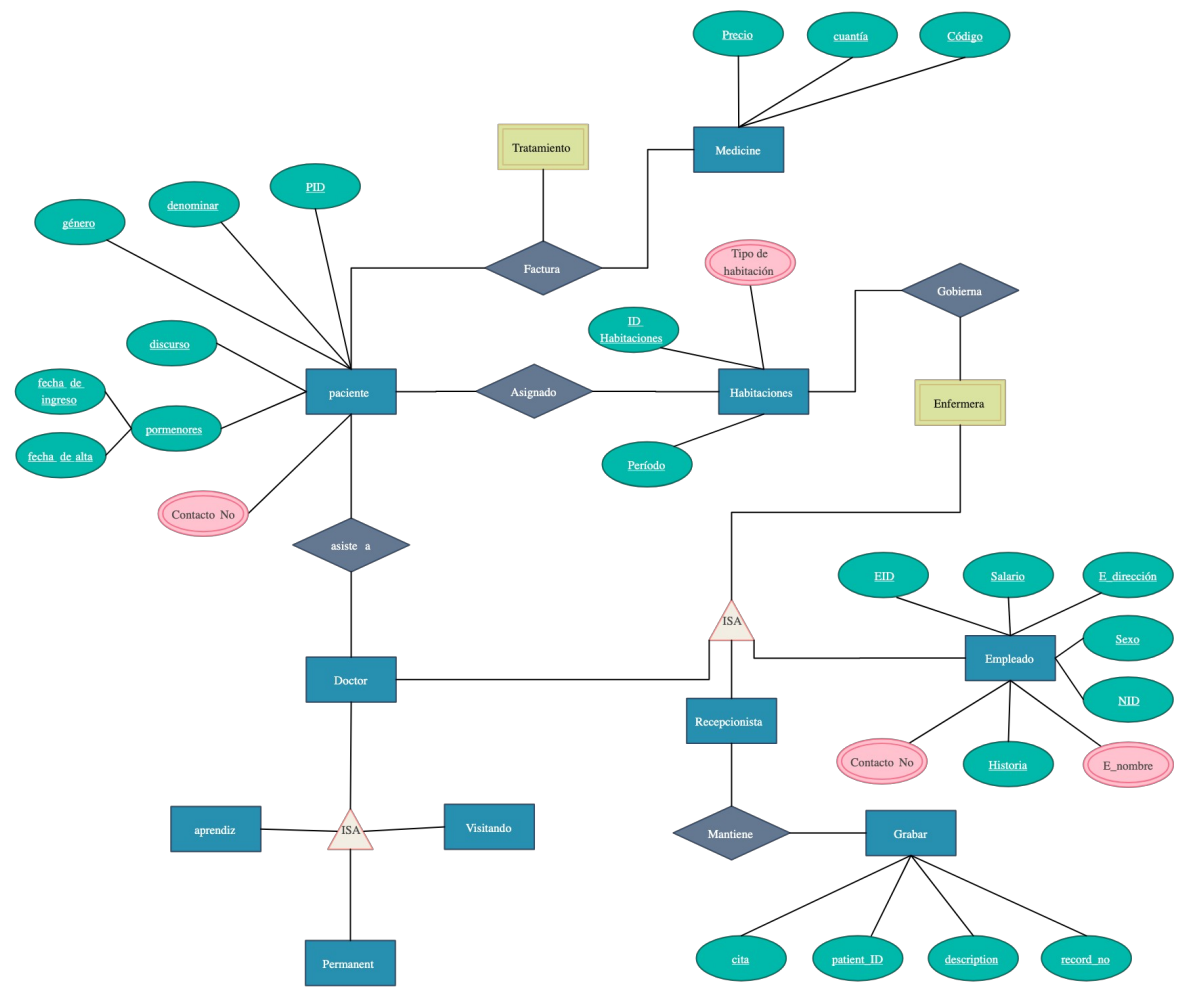 Precio
cuantía
Código
Tratamiento
Medicine
PID
denominar
género
Tipo de
habitación
Factura
Gobierna
ID
Habitaciones
discurso
fecha de
ingreso
paciente
Asignado
Habitaciones
Enfermera
pormenores
fecha de alta
Período
Contacto No
asiste a
EID
Salario
E_dirección
ISA
Sexo
Empleado
Doctor
NID
Recepcionista
Contacto No
Historia
E_nombre
aprendiz
ISA
Visitando
Mantiene
Grabar
Permanent
cita
patient_ID
description
record_no